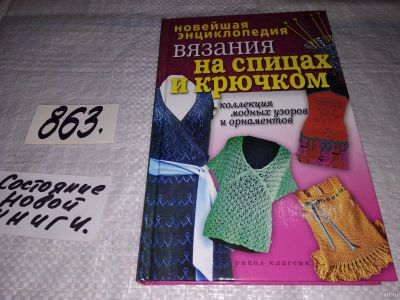 863.
Состояние
новой
книги.
новейшая
энциклопедия
вязания
на спицах
и крючком
коллекция
модных узоров
и орнаментов
рипол классик